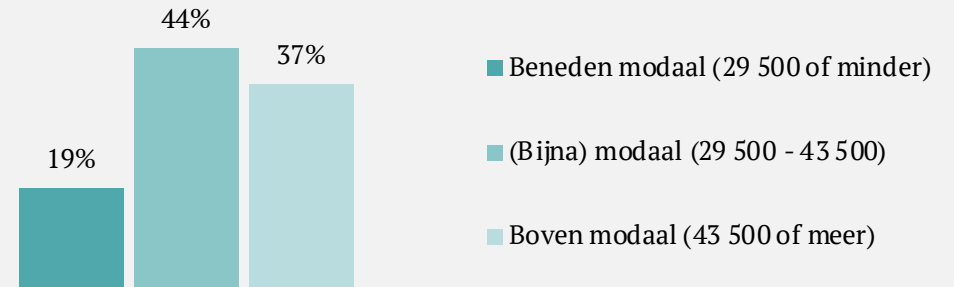 44%
37%
19%
Beneden modaal (29 500 of minder)
(Bijna) modaal (29 500 - 43 500)
Boven modaal (43 500 of meer)